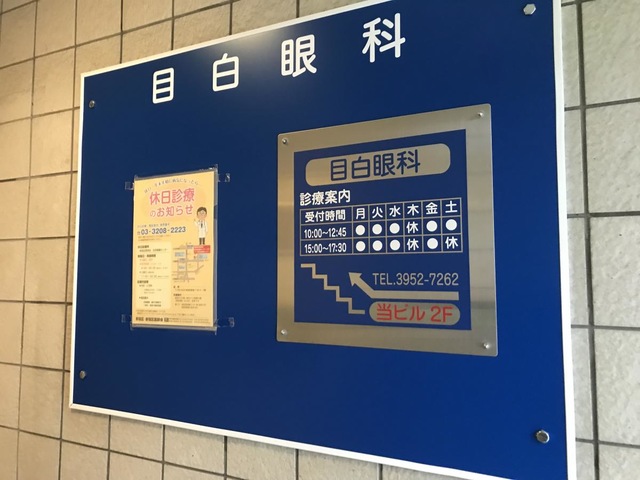 目白眼科
休日診療
のお知らせ
03-3208-2223
目白眼科
診療案内
受付時間 月 火 水 木 金 土
10:00～12:45 ● ● ● 休 ● ●
15:00～17:30 ● ● ● 休 ● 休
TEL.3952-7262
当ビル 2F